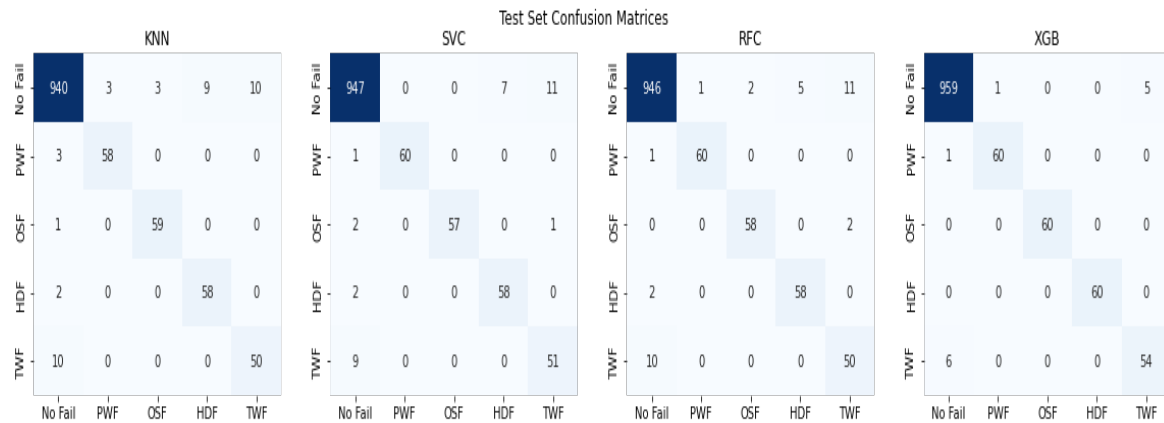 Test Set Confusion Matrices
KNN SVC RFC XGB
No Fail 940 3 3 9 10 No Fail 947 0 0 7 11 No Fail 946 1 2 5 11 No Fail 959 1 0 0 5
PWF 3 58 0 0 0 PWF 1 60 0 0 0 PWF 1 60 0 0 0 PWF 1 60 0 0 0
OSF 1 0 59 0 0 OSF 2 0 57 0 1 OSF 0 0 58 0 2 OSF 0 0 60 0 0
HDF 2 0 0 58 0 HDF 2 0 0 58 0 HDF 2 0 0 58 0 HDF 0 0 0 60 0
TWF 10 0 0 0 50 TWF 9 0 0 0 51 TWF 10 0 0 0 50 TWF 6 0 0 0 54
No Fail PWF OSF HDF TWF No Fail PWF OSF HDF TWF No Fail PWF OSF HDF TWF No Fail PWF OSF HDF TWF